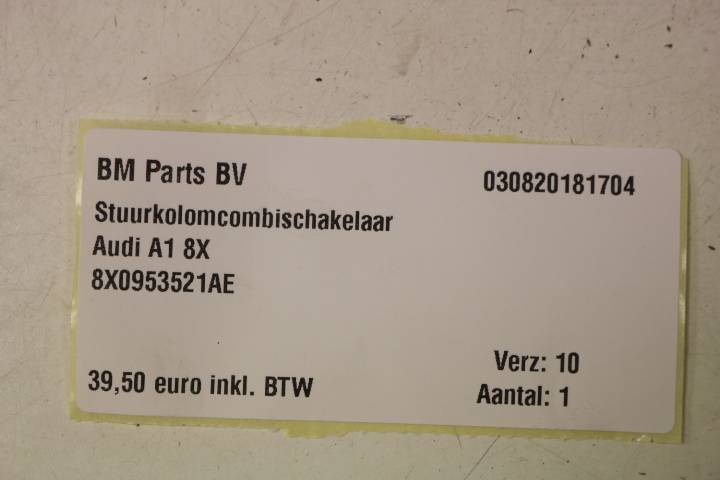 BM Parts BV 030820181704
Stuurkolomcombischakelaar
Audi A1 8X
8X0953521AE
Verz: 10
39,50 euro inkl. BTW Aantal: 1